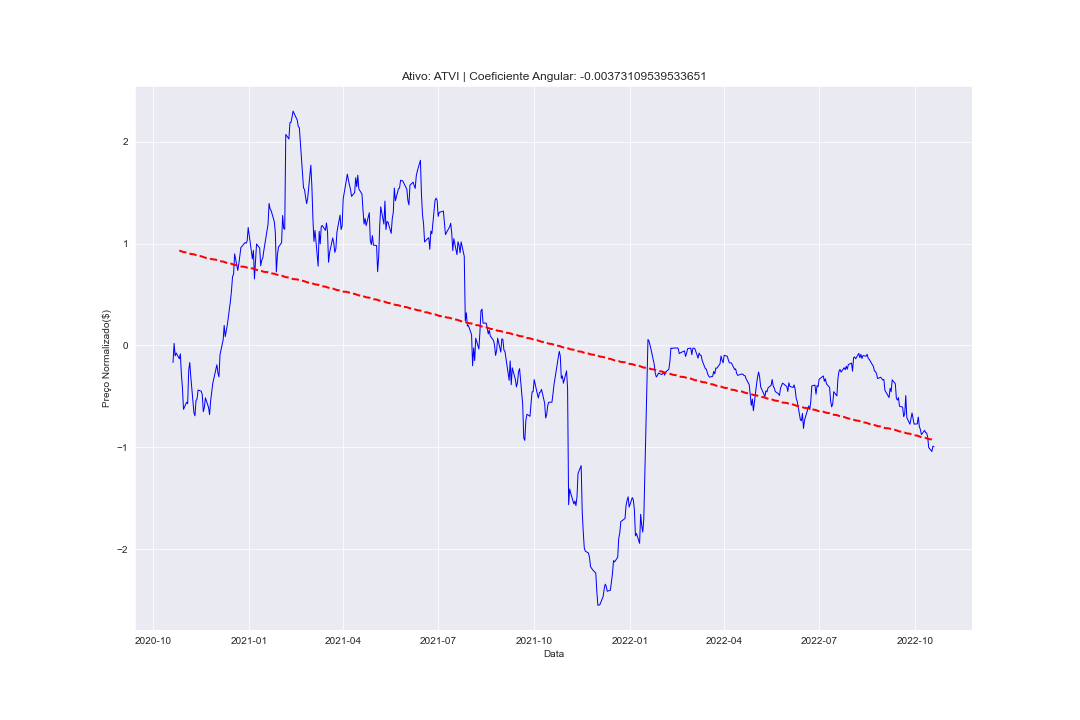 Ativo: ATVI | Coeficiente Angular: -0.00373109539533651
Preço Normalizado($)
2
1
0
−1
−2
2020-10 2021-01 2021-04 2021-07 2021-10 2022-01 2022-04 2022-07 2022-10
Data